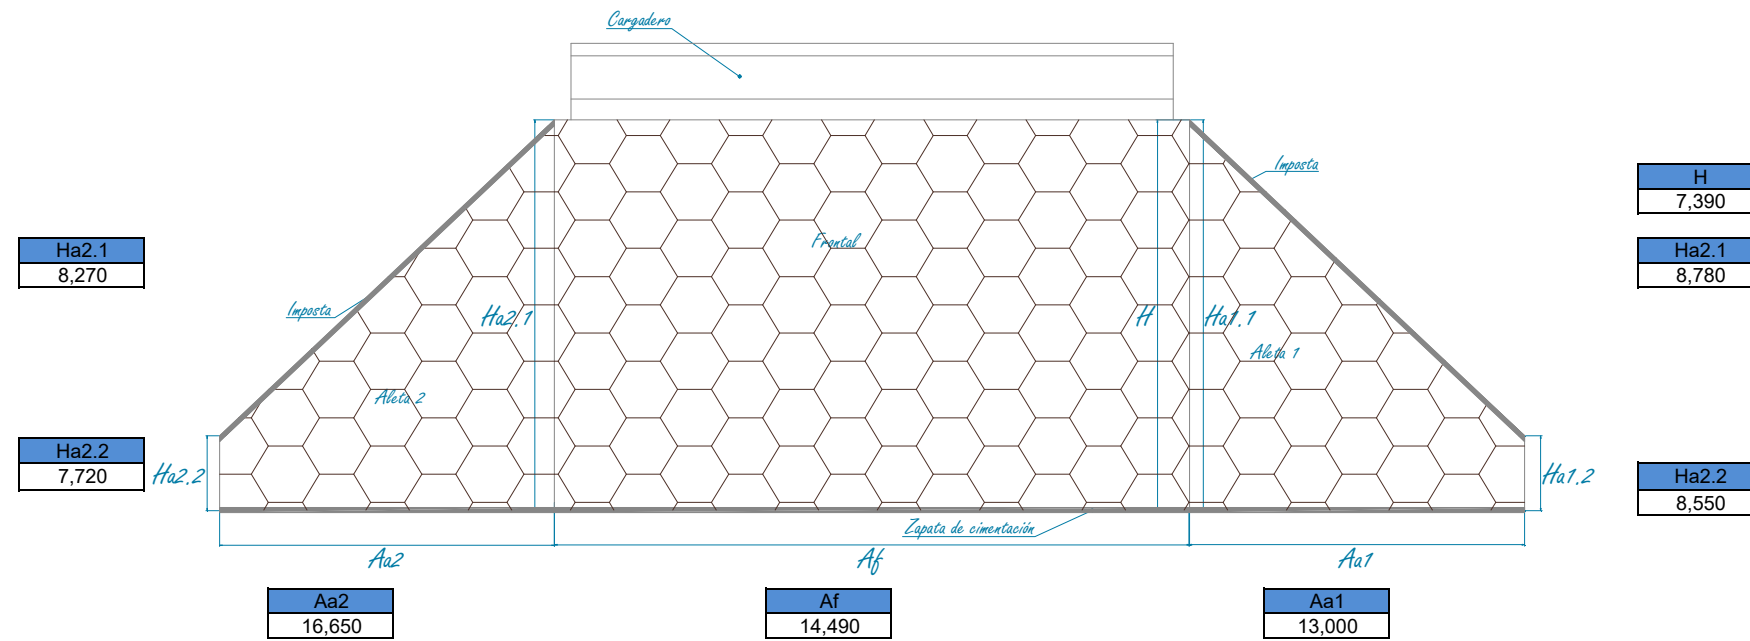 Cargadero
Imposta
H
7,390
Ha2.1
8,270
Frontal
Ha2.1
8,780
Imposta
Ha2.1
H
Ha1.1
Aleta 1
Aleta 2
Ha2.2
7,720
Ha2.2
Ha1.2
Ha2.2
8,550
Zapata de cimentación
Aa2
Af
Aa1
Aa2
16,650
Af
14,490
Aa1
13,000